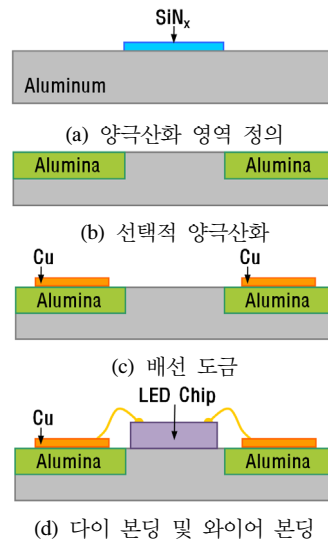 SiNx
Aluminum
(a) 양극산화 영역 정의
Alumina Alumina
(b) 선택적 양극산화
Cu Cu
Alumina Alumina
(c) 배선 도금
LED Chip
Cu
Alumina Alumina
(d) 다이 본딩 및 와이어 본딩